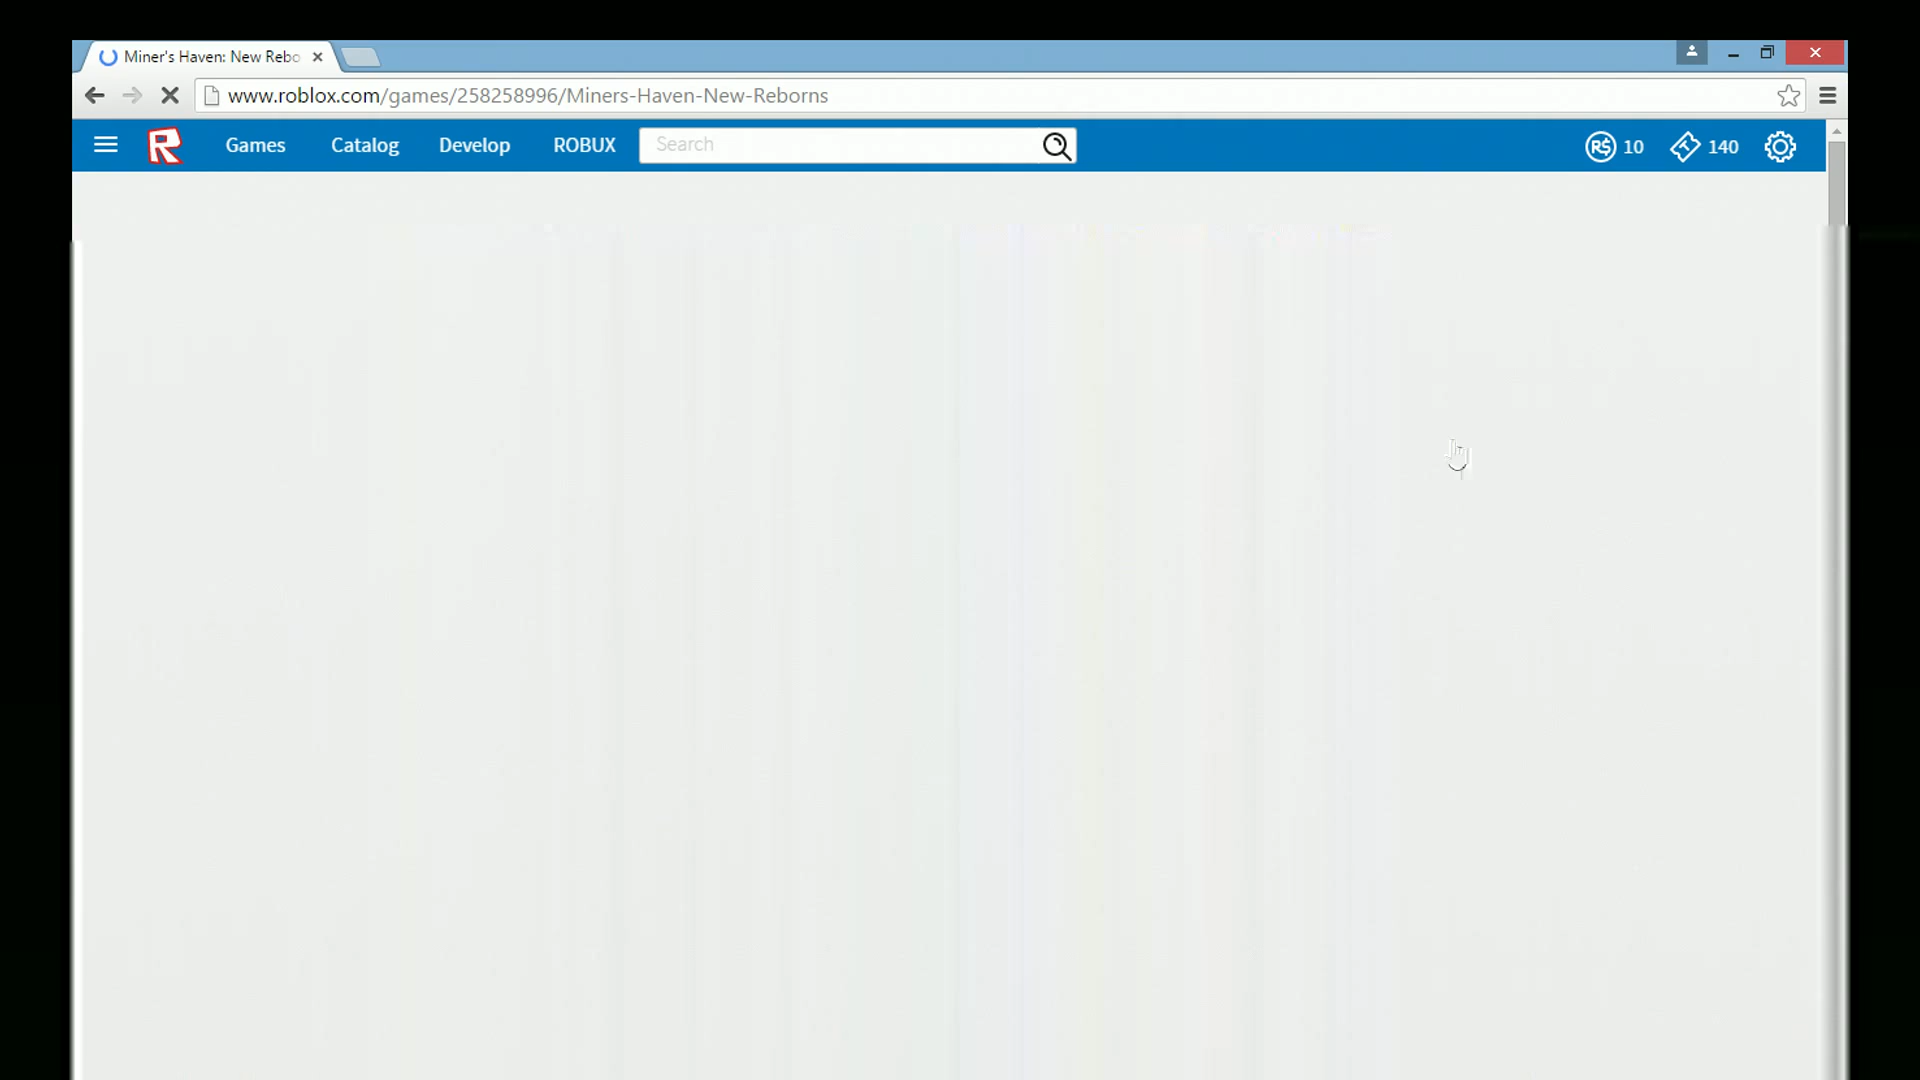 Miner's Haven: New Rebo
www.roblox.com/games/258258996/Miners-Haven-New-Reborns
Games Catalog Develop ROBUX Search R$ 10 T 140